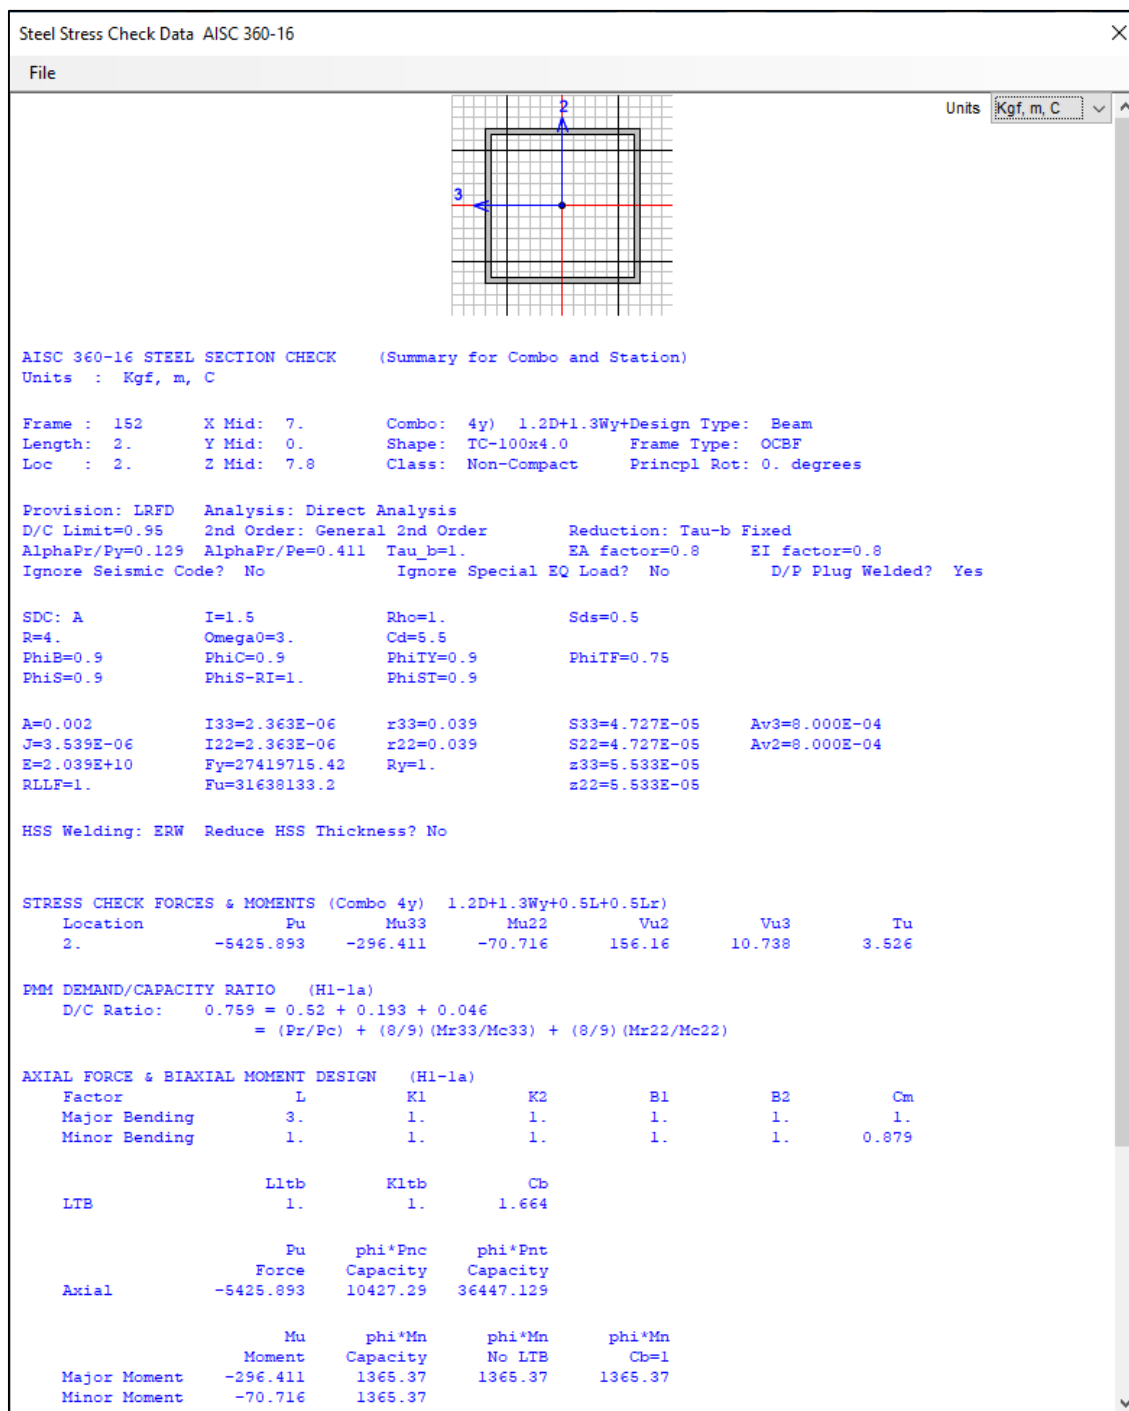 Steel Stress Check Data AISC 360-16
File
Units Kgf, m, C
2
3
AISC 360-16 STEEL SECTION CHECK (Summary for Combo and Station)
Units : Kgf, m, C
Frame : 152 X Mid: 7. Combo: 4y) 1.2D+1.3Wy+Design Type: Beam
Length: 2. Y Mid: 0. Shape: TC-100x4.0 Frame Type: OCBF
Loc : 2. Z Mid: 7.8 Class: Non-Compact Princpl Rot: 0. degrees
Provision: LRFD Analysis: Direct Analysis
D/C Limit=0.95 2nd Order: General 2nd Order Reduction: Tau-b Fixed
AlphaPr/Py=0.129 AlphaPr/Pe=0.411 Tau_b=1. EA factor=0.8 EI factor=0.8
Ignore Seismic Code? No Ignore Special EQ Load? No D/P Plug Welded? Yes
SDC: A I=1.5 Rho=1. Sds=0.5
R=4. Omega0=3. Cd=5.5
PhiB=0.9 PhiC=0.9 PhiTY=0.9 PhiTF=0.75
PhiS=0.9 PhiS-RI=1. PhiST=0.9
A=0.002 I33=2.363E-06 r33=0.039 S33=4.727E-05 Av3=8.000E-04
J=3.539E-06 I22=2.363E-06 r22=0.039 S22=4.727E-05 Av2=8.000E-04
E=2.039E+10 Fy=27419715.42 Ry=1. z33=5.533E-05
RLLF=1. Fu=31638133.2 z22=5.533E-05
HSS Welding: ERW Reduce HSS Thickness? No
STRESS CHECK FORCES & MOMENTS (Combo 4y) 1.2D+1.3Wy+0.5L+0.5Lr)
Location Pu Mu33 Mu22 Vu2 Vu3 Tu
2. -5425.893 -296.411 -70.716 156.16 10.738 3.526
PMM DEMAND/CAPACITY RATIO (H1-1a)
D/C Ratio: 0.759 = 0.52 + 0.193 + 0.046
= (Pr/Pc) + (8/9)(Mr33/Mc33) + (8/9)(Mr22/Mc22)
AXIAL FORCE & BIAXIAL MOMENT DESIGN (H1-1a)
Factor L K1 K2 B1 B2 Cm
Major Bending 3. 1. 1. 1. 1. 1.
Minor Bending 1. 1. 1. 1. 1. 0.879
Lltb Kltb Cb
LTB 1. 1. 1.664
Pu phi*Pnc phi*Pnt
Force Capacity Capacity
Axial -5425.893 10427.29 36447.129
Mu phi*Mn phi*Mn phi*Mn
Moment Capacity No LTB Cb=1
Major Moment -296.411 1365.37 1365.37 1365.37
Minor Moment -70.716 1365.37